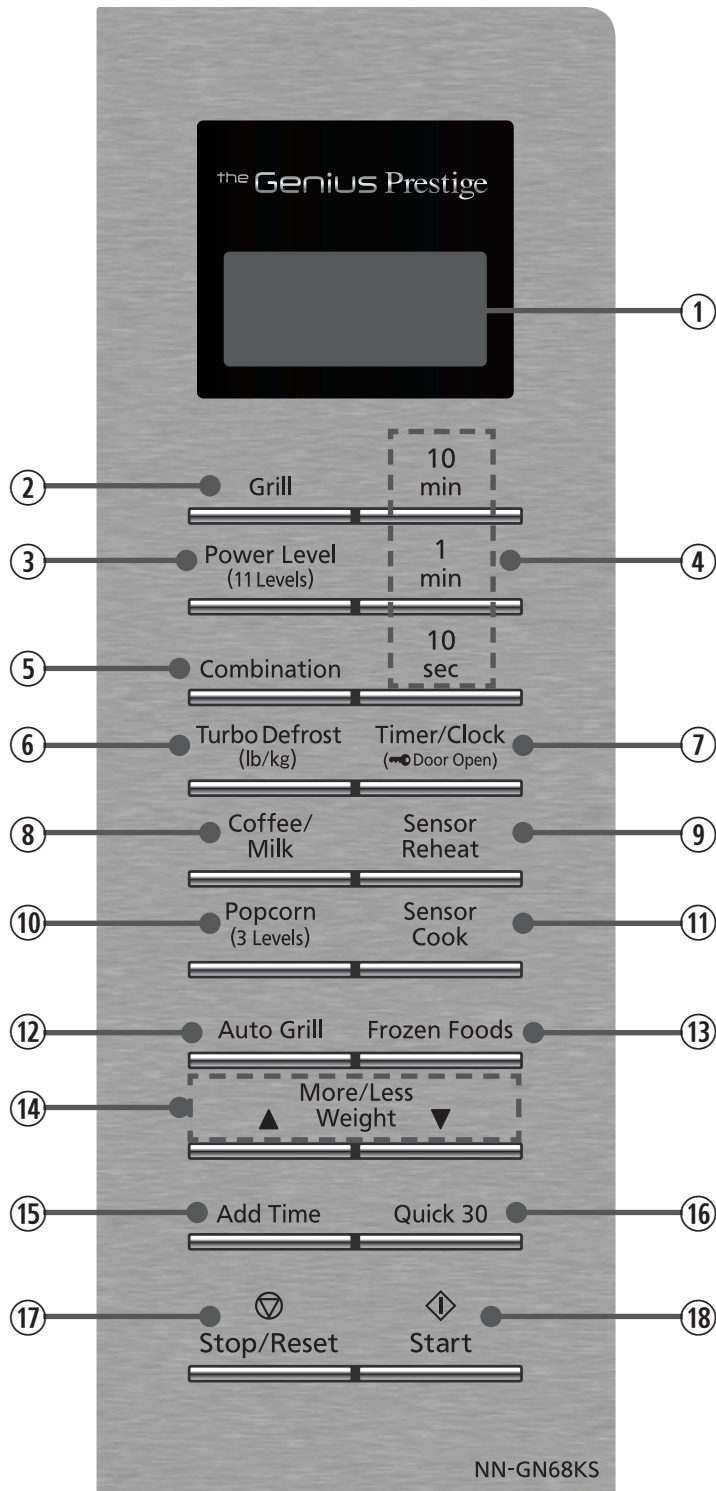 the Genius Prestige
①
10
min
② Grill
③ Power Level
(11 Levels)
1
min
④
10
sec
⑤ Combination
⑥ Turbo Defrost
(lb/kg)
Timer/Clock
(Door Open)
⑦
⑧ Coffee/
Milk
Sensor
Reheat
⑨
⑩ Popcorn
(3 Levels)
Sensor
Cook
⑪
⑫ Auto Grill
Frozen Foods ⑬
⑭ More/Less
▲ Weight ▼
⑮ Add Time
Quick 30 ⑯
⑰ Stop/Reset
Start ⑱
NN-GN68KS